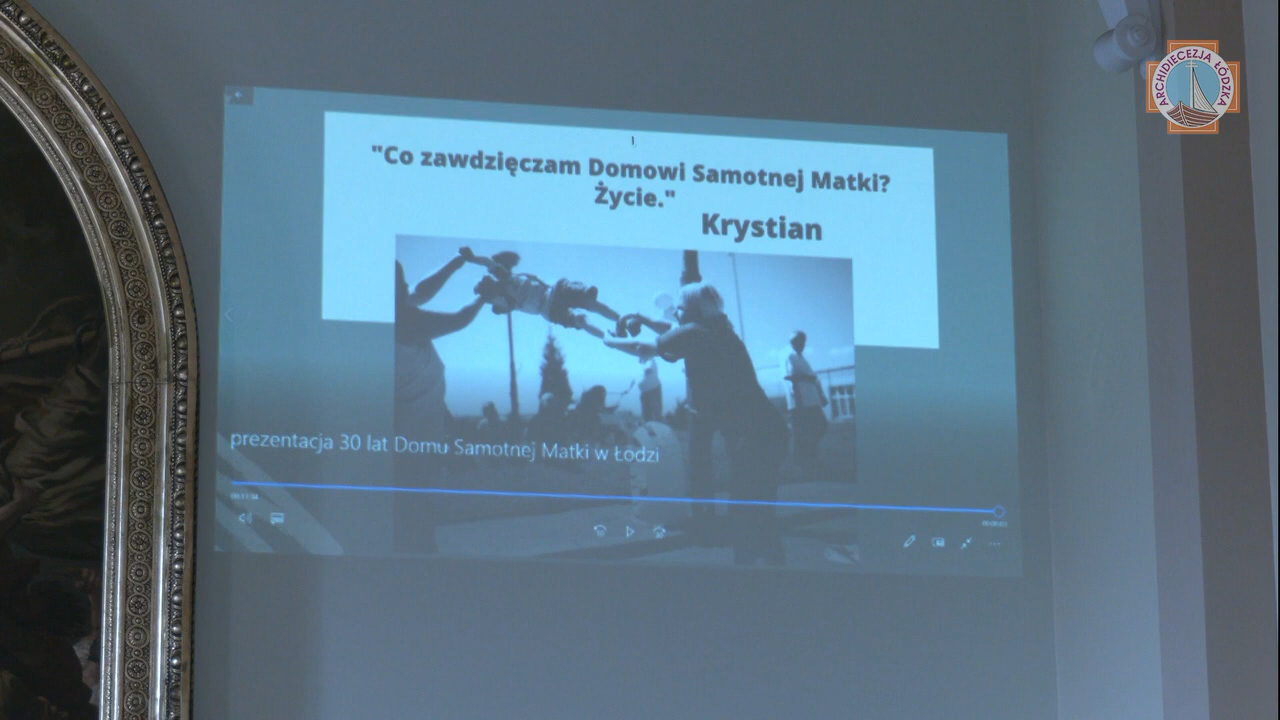 "Co zawdzięczam Domowi Samotnej Matki?
Życie."
Krystian
prezentacja 30 lat Domu Samotnej Matki w Łodzi
ARCHIDIECEZJA ŁÓDZKA